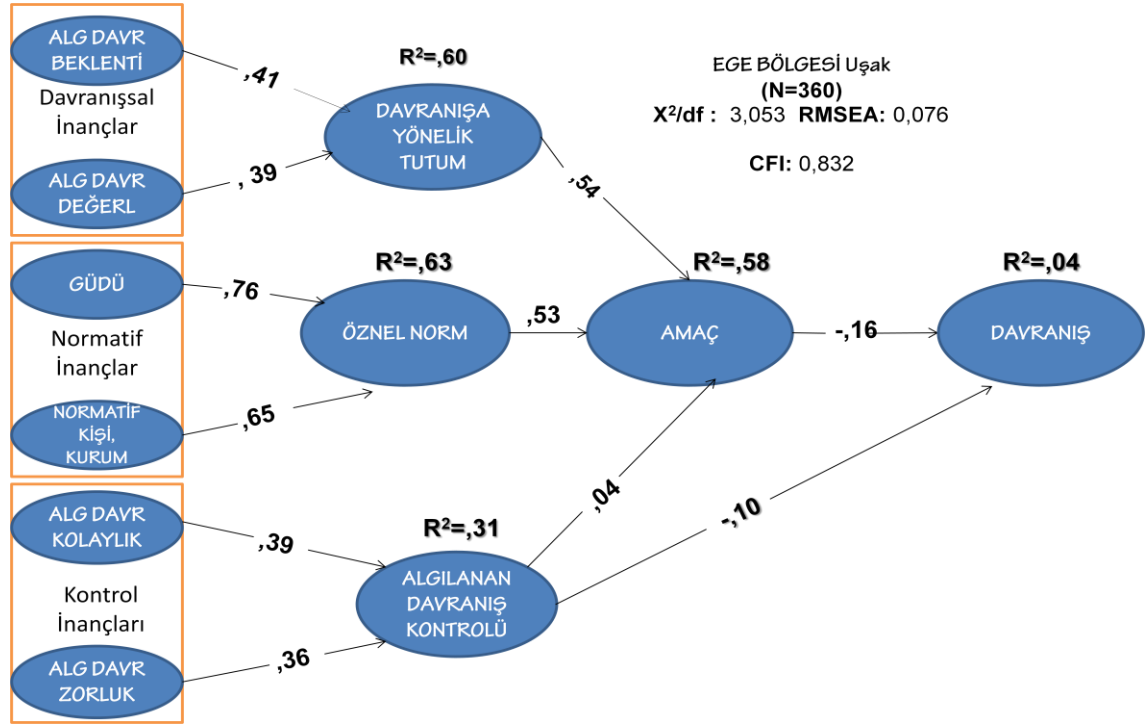 ALG DAVR
BEKLENTİ
Davranışsal
İnançlar
ALG DAVR
DEĞERL
,41
, 39
R²=,60
DAVRANIŞA
YÖNELİK
TUTUM
EGE BÖLGESİ Uşak
(N=360)
X²/df : 3,053 RMSEA: 0,076
CFI: 0,832
,54
GÜDÜ
Normatif
İnançlar
NORMATİF
KİŞİ,
KURUM
,76
,65
R²=,63
ÖZNEL NORM
,53
R²=,58
AMAÇ
-,16
R²=,04
DAVRANIŞ
ALG DAVR
KOLAYLIK
Kontrol
İnançları
ALG DAVR
ZORLUK
,39
,36
R²=,31
ALGILANAN
DAVRANIŞ
KONTROLÜ
,04
-,10